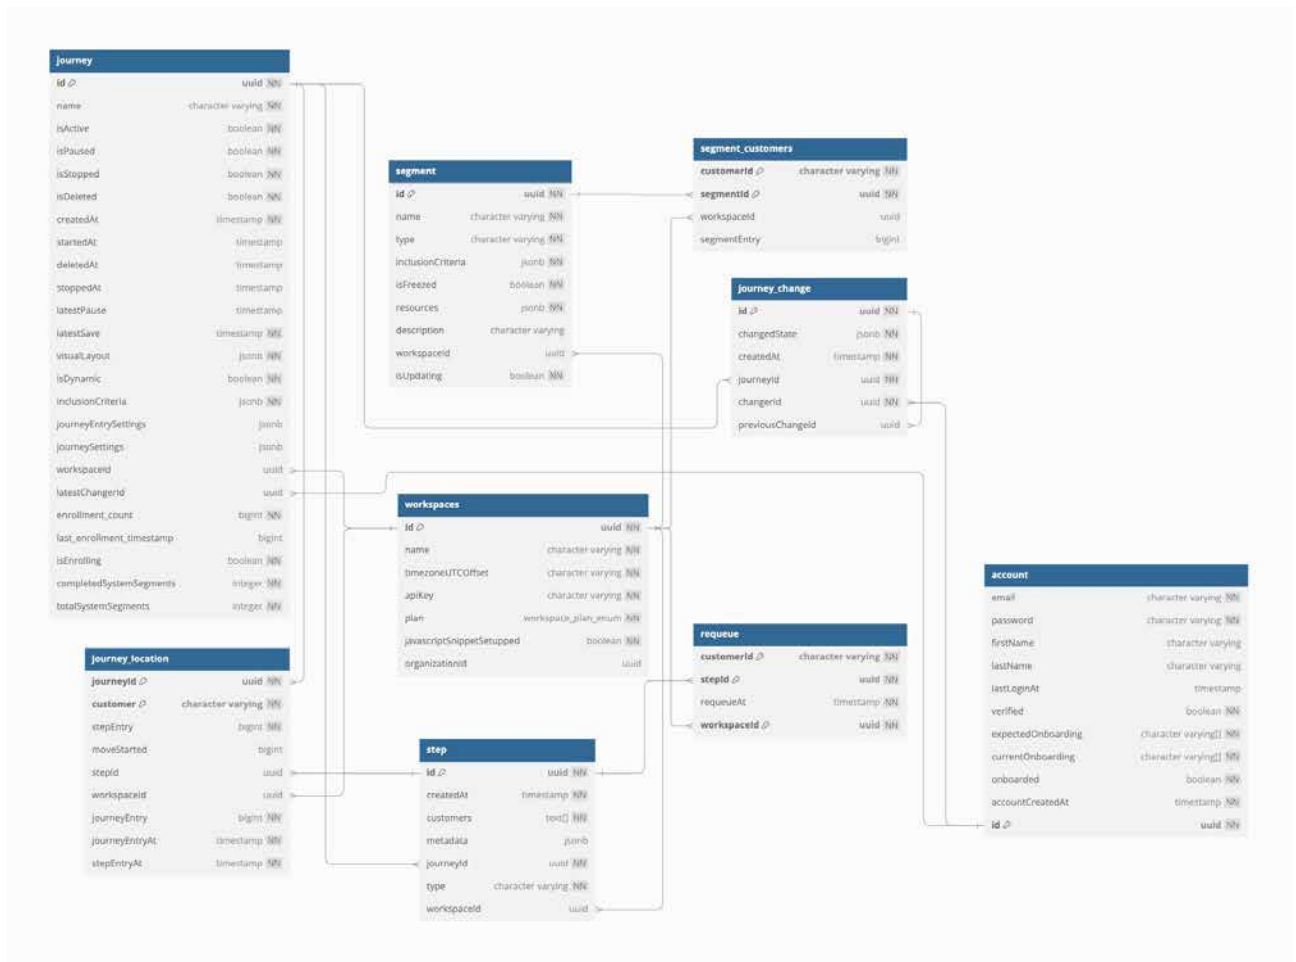 journey
id uuid NN
name character varying NN
isActive boolean NN
isPaused boolean NN
isStopped boolean NN
isDeleted boolean NN
createdAt timestamp NN
startedAt timestamp
deletedAt timestamp
stoppedAt timestamp
latestPause timestamp
latestSave timestamp NN
visualLayout jsonb NN
isDynamic boolean NN
inclusionCriteria jsonb NN
journeyEntrySettings jsonb
journeySettings jsonb
workspaceId uuid
latestChangerId uuid
enrollment_count bigint NN
last_enrollment_timestamp bigint
isEnrolling boolean NN
completedSystemSegments integer NN
totalSystemSegments integer NN
segment
id uuid NN
name character varying NN
type character varying NN
inclusionCriteria jsonb NN
isFreezed boolean NN
resources jsonb NN
description character varying
workspaceId uuid
isUpdating boolean NN
segment_customers
customerId character varying NN
segmentId uuid NN
workspaceId uuid
segmentEntry bigint
journey_change
id uuid NN
changedState jsonb NN
createdAt timestamp NN
journeyId uuid NN
changerId uuid NN
previousChangeId uuid
workspaces
id uuid NN
name character varying NN
timezoneUTCOffset character varying NN
apiKey character varying NN
plan workspace_plan_enum NN
javascriptSnippetSetupped boolean NN
organizationId uuid
account
email character varying NN
password character varying NN
firstName character varying
lastName character varying
lastLoginAt timestamp
verified boolean NN
expectedOnboarding character varying[] NN
currentOnboarding character varying[] NN
onboarded boolean NN
accountCreatedAt timestamp NN
id uuid NN
requeue
customerId character varying NN
stepId uuid NN
requeueAt timestamp NN
workspaceId uuid NN
journey_location
journeyId uuid NN
customer character varying NN
stepEntry bigint NN
moveStarted bigint
stepId uuid
workspaceId uuid
journeyEntry bigint NN
journeyEntryAt timestamp NN
stepEntryAt timestamp NN
step
id uuid NN
createdAt timestamp NN
customers text[] NN
metadata jsonb
journeyId uuid NN
type character varying NN
workspaceId uuid